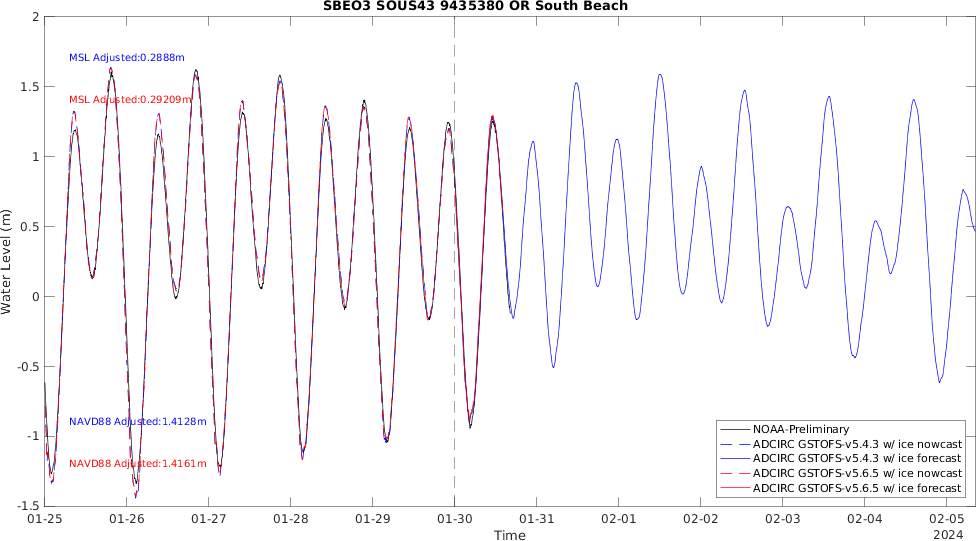 SBEO3 SOUS43 9435380 OR South Beach
2
1.5
1
0.5
0
-0.5
-1
-1.5
Water Level (m)
MSL Adjusted:0.2888m
MSL Adjusted:0.29209m
NAVD88 Adjusted:1.4128m
NAVD88 Adjusted:1.4161m
NOAA-Preliminary
ADCIRC GSTOFS-v5.4.3 w/ ice nowcast
ADCIRC GSTOFS-v5.4.3 w/ ice forecast
ADCIRC GSTOFS-v5.6.5 w/ ice nowcast
ADCIRC GSTOFS-v5.6.5 w/ ice forecast
01-25 01-26 01-27 01-28 01-29 01-30 01-31 02-01 02-02 02-03 02-04 02-05
Time
2024